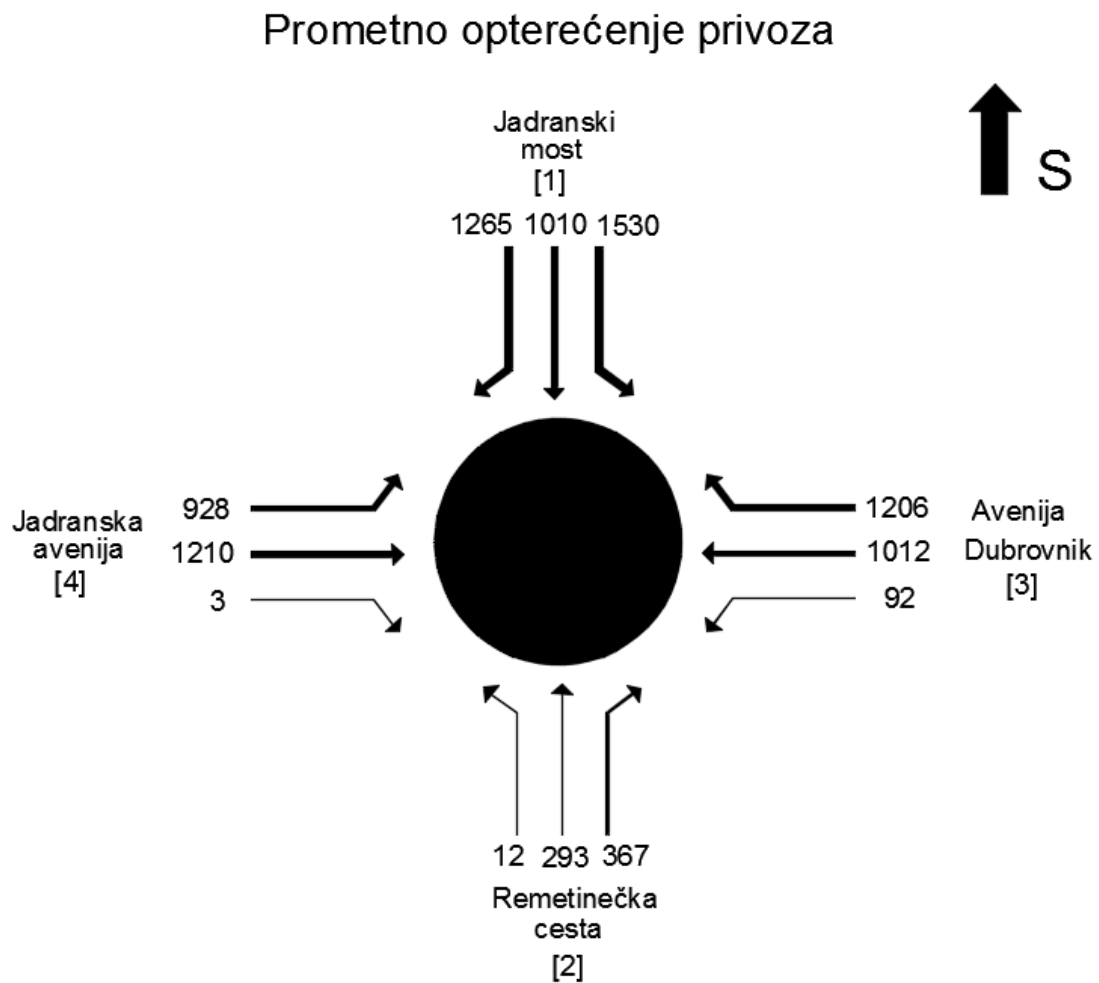 Prometno opterećenje privoza
S
Jadranski
most
[1]
1265 1010 1530
Jadranska
avenija
[4]
928
1210
3
1206
1012
92
Avenija
Dubrovnik
[3]
12 293 367
Remetinečka
cesta
[2]